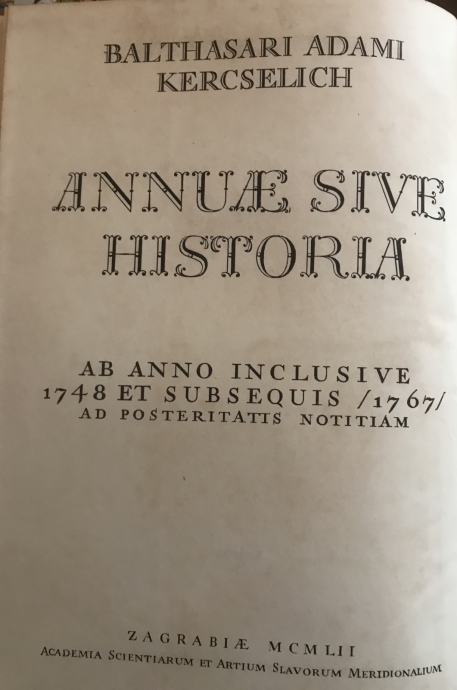 BALTHASARI ADAMI
KERCSELICH
ANNUÆ SIVE
HISTORIA
AB ANNO INCLUSIVE
1748 ET SUBSEQUIS /1767/
AD POSTERITATIS NOTITIAM
ZAGRABIÆ MCMLII
ACADEMIA SCIENTIARUM ET ARTIUM SLAVORUM MERIDIONALIUM